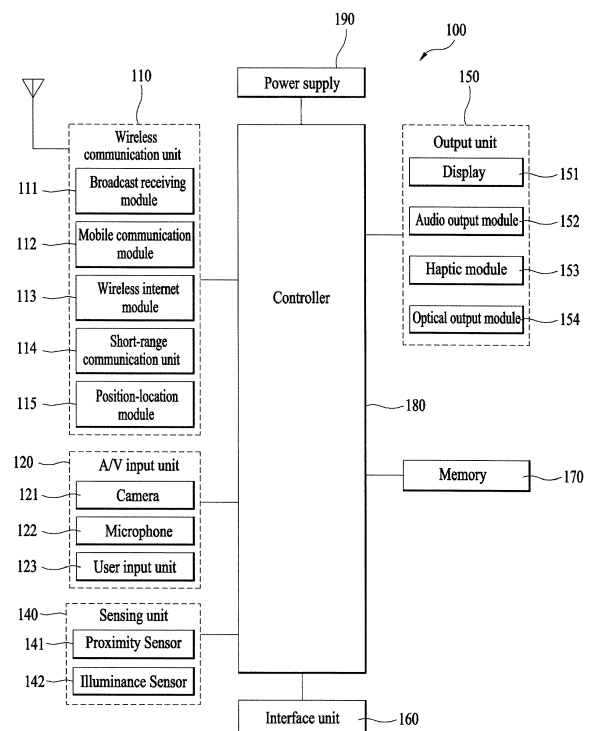 190
100
Power supply
110
Wireless
communication unit
111
Broadcast receiving
module
112
Mobile communication
module
113
Wireless internet
module
114
Short-range
communication unit
115
Position-location
module
120
A/V input unit
121
Camera
122
Microphone
123
User input unit
140
Sensing unit
141
Proximity Sensor
142
Illuminance Sensor
Controller
180
150
Output unit
Display
151
Audio output module
152
Haptic module
153
Optical output module
154
Memory
170
Interface unit
160